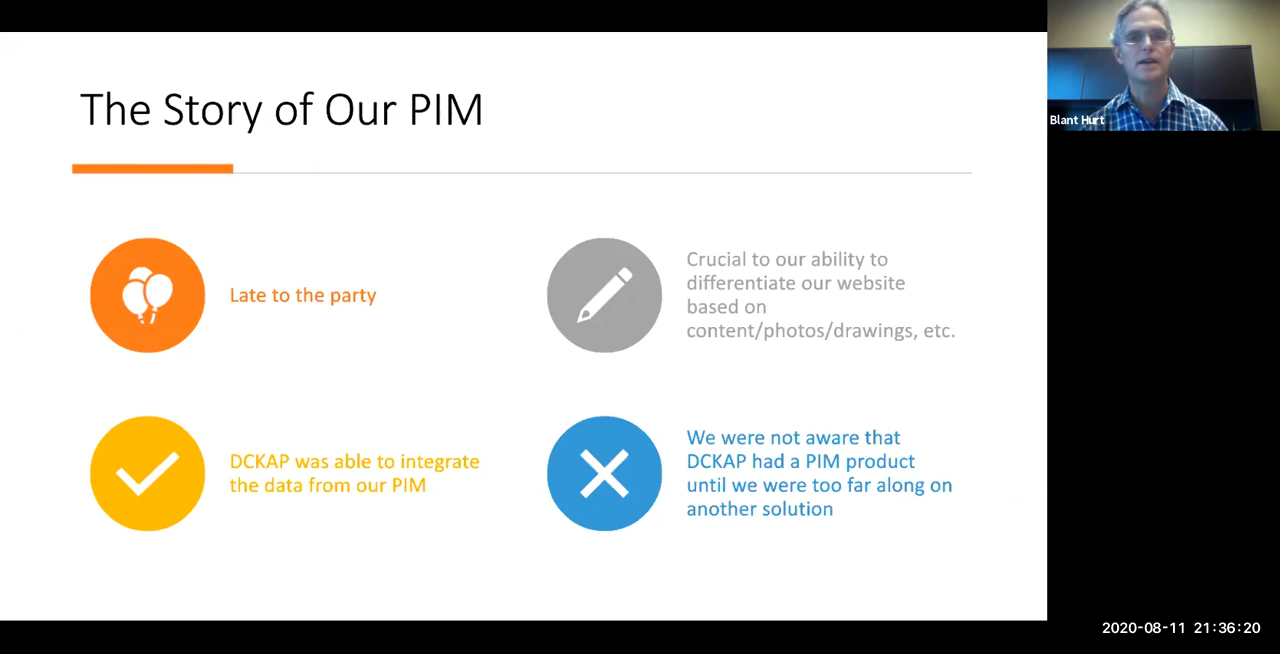 The Story of Our PIM
Blant Hurt
Late to the party
Crucial to our ability to
differentiate our website
based on
content/photos/drawings, etc.
DCKAP was able to integrate
the data from our PIM
We were not aware that
DCKAP had a PIM product
until we were too far along on
another solution
2020-08-11 21:36:20